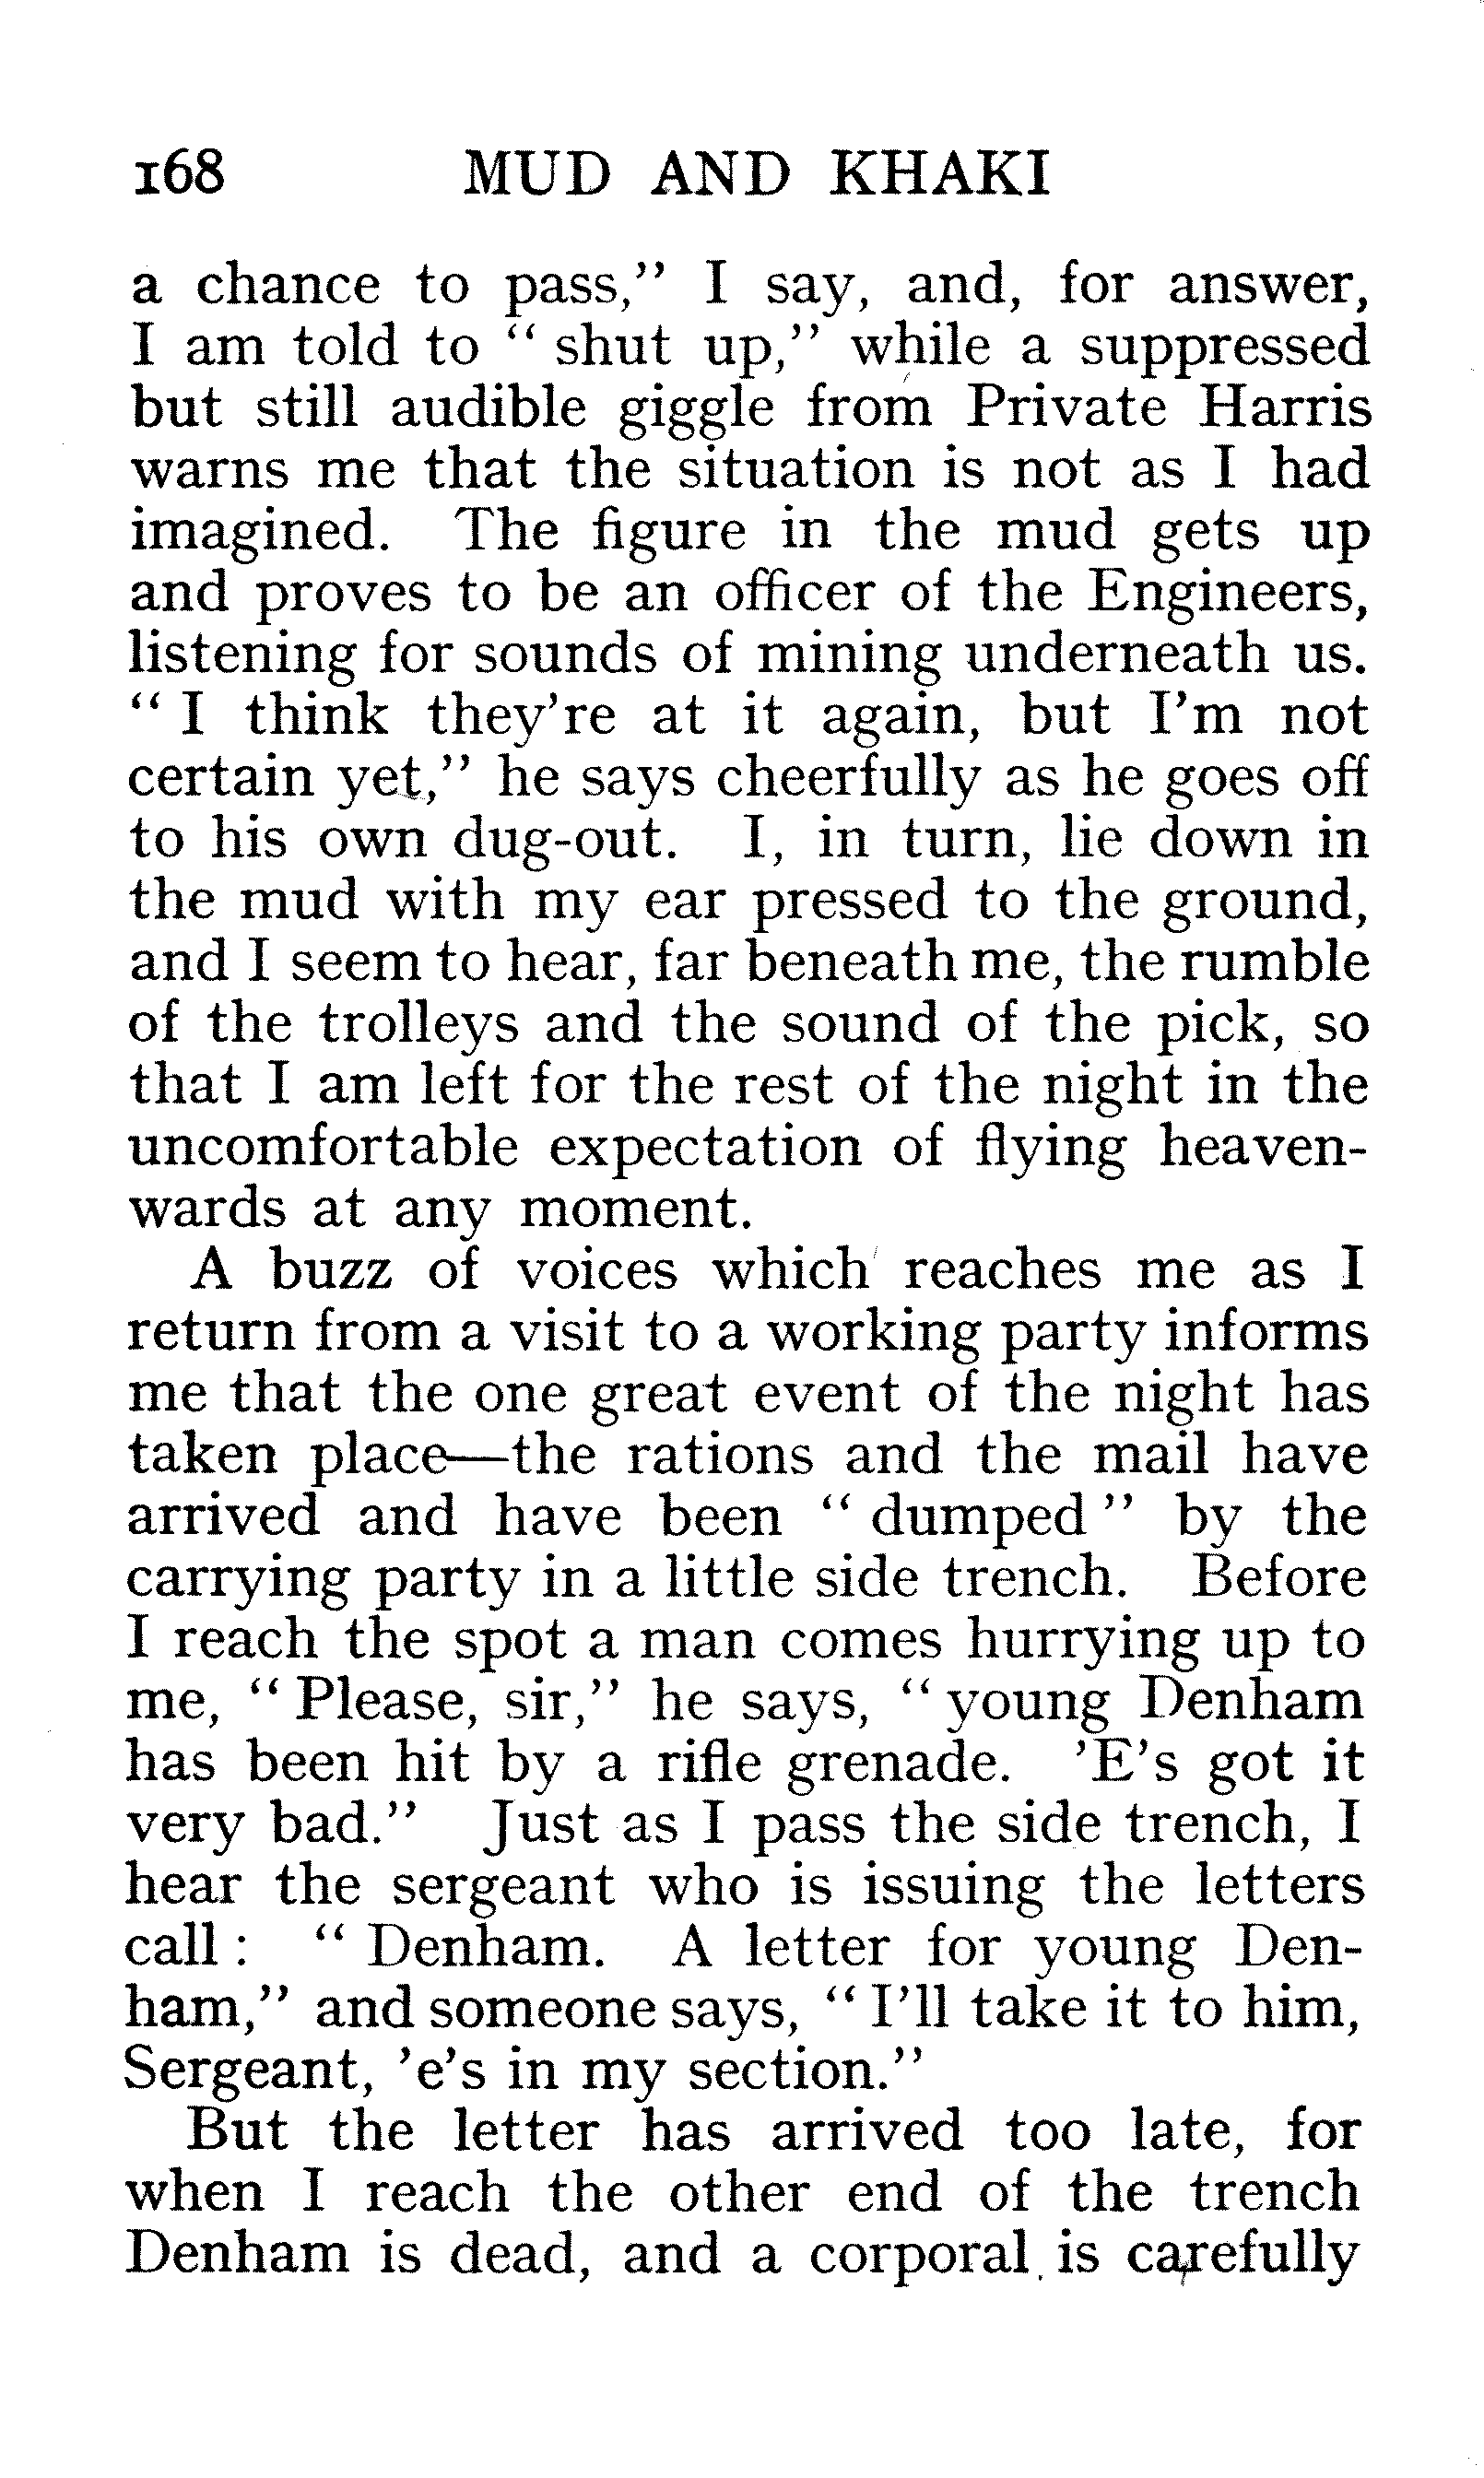 168 MUD AND KHAKI
a chance to pass," I say, and, for answer,
I am told to " shut up," while a suppressed
but still audible giggle from Private Harris
warns me that the situation is not as I had
imagined. The figure in the mud gets up
and proves to be an officer of the Engineers,
listening for sounds of mining underneath us.
" I think they're at it again, but I'm not
certain yet," he says cheerfully as he goes off
to his own dug-out. I, in turn, lie down in
the mud with my ear pressed to the ground,
and I seem to hear, far beneath me, the rumble
of the trolleys and the sound of the pick, so
that I am left for the rest of the night in the
uncomfortable expectation of flying heaven-
wards at any moment.
A buzz of voices which reaches me as I
return from a visit to a working party informs
me that the one great event of the night has
taken place—the rations and the mail have
arrived and have been " dumped " by the
carrying party in a little side trench. Before
I reach the spot a man comes hurrying up to
me, " Please, sir," he says, " young Denham
has been hit by a rifle grenade. 'E's got it
very bad." Just as I pass the side trench, I
hear the sergeant who is issuing the letters
call : " Denham. A letter for young Den-
ham," and someone says, " I'll take it to him,
Sergeant, 'e's in my section."
But the letter has arrived too late, for
when I reach the other end of the trench
Denham is dead, and a corporal is carefully